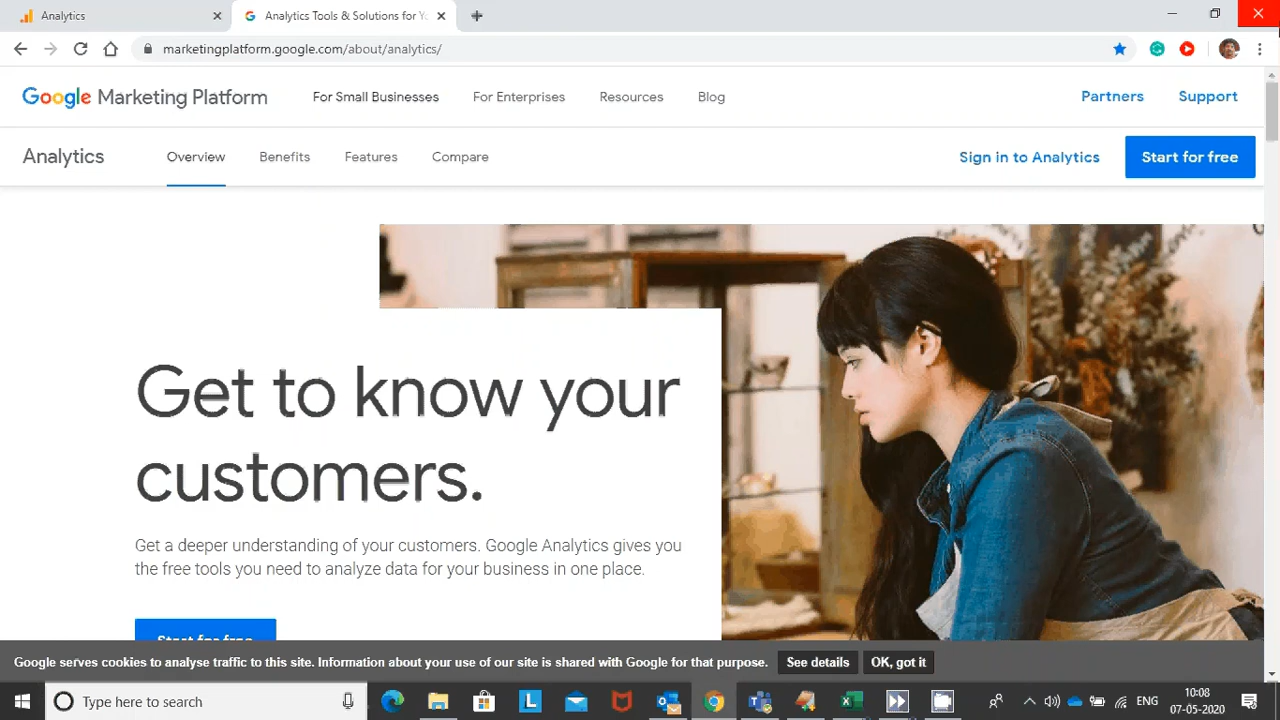 Analytics
Analytics Tools & Solutions for Yo
marketingplatform.google.com/about/analytics/
Google Marketing Platform
For Small Businesses
For Enterprises
Resources
Blog
Partners
Support
Analytics
Overview
Benefits
Features
Compare
Sign in to Analytics
Start for free
Get to know your
customers.
Get a deeper understanding of your customers. Google Analytics gives you
the free tools you need to analyze data for your business in one place.
Start for free
Google serves cookies to analyse traffic to this site. Information about your use of our site is shared with Google for that purpose.
See details
OK, got it
Type here to search
ENG
10:08
07-05-2020